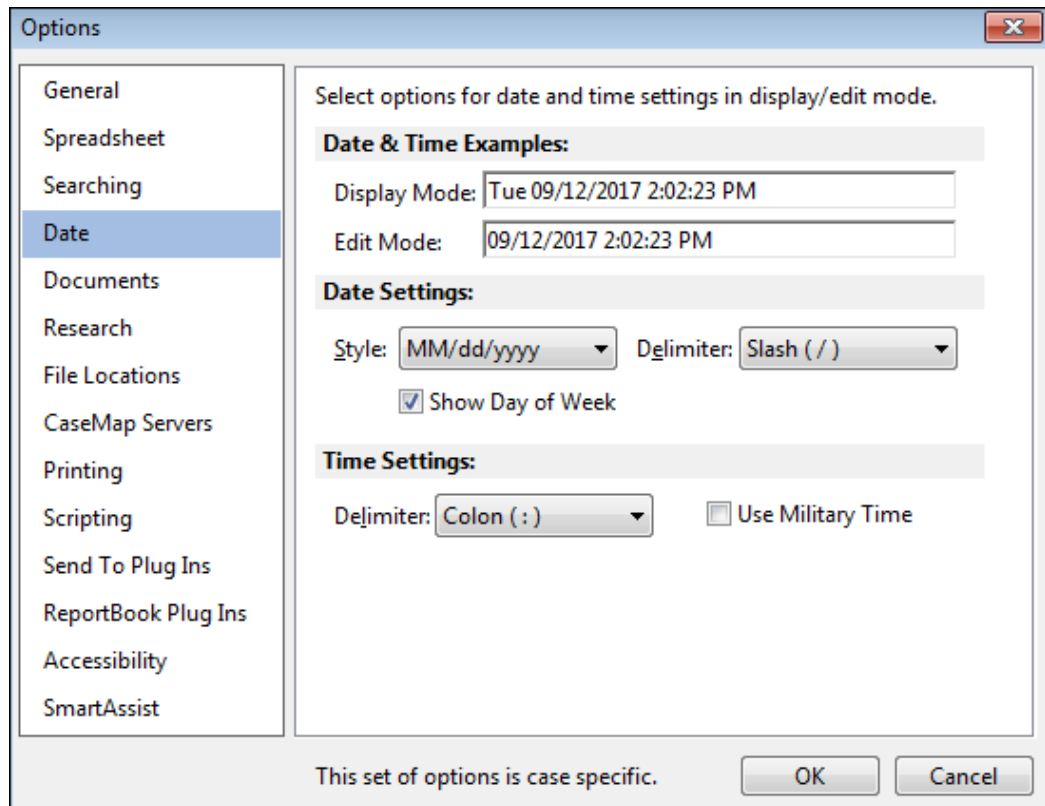 Options
General
Spreadsheet
Searching
Date
Documents
Research
File Locations
CaseMap Servers
Printing
Scripting
Send To Plug Ins
ReportBook Plug Ins
Accessibility
SmartAssist
Select options for date and time settings in display/edit mode.
Date & Time Examples:
Display Mode: Tue 09/12/2017 2:02:23 PM
Edit Mode: 09/12/2017 2:02:23 PM
Date Settings:
Style: MM/dd/yyyy Delimiter: Slash ( / )
Show Day of Week
Time Settings:
Delimiter: Colon ( : ) Use Military Time
This set of options is case specific. OK Cancel